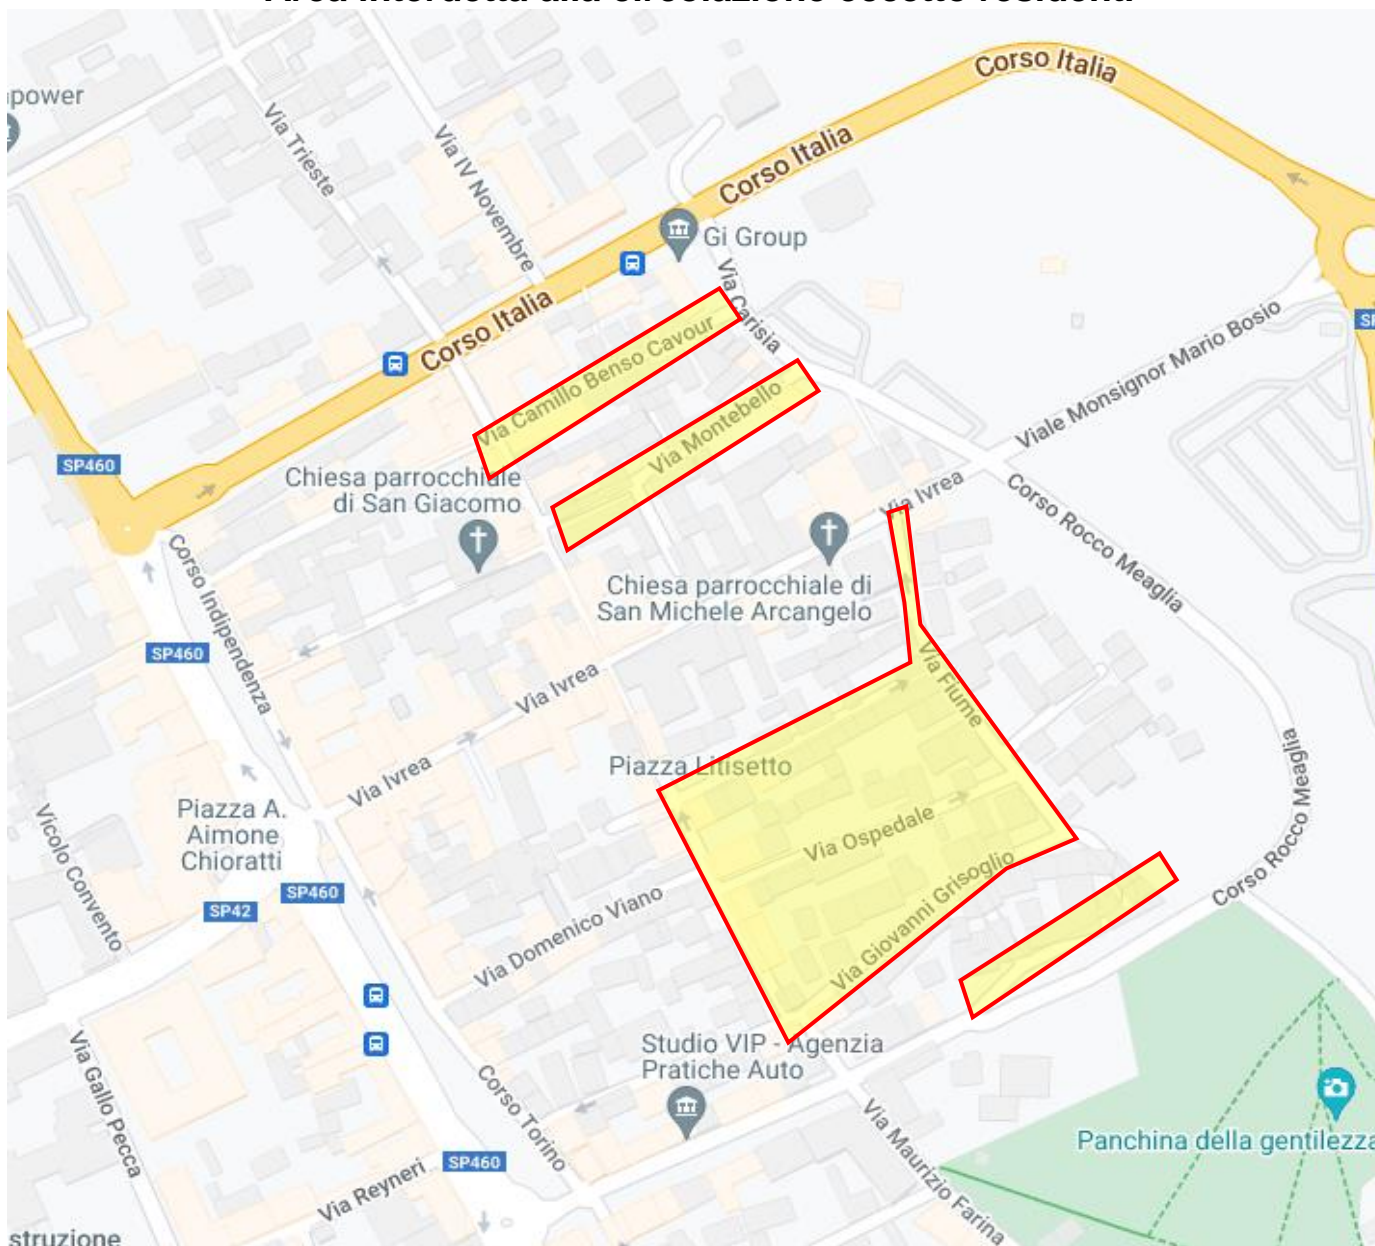 power
Via Trieste
Via IV Novembre
Corso Italia
Corso Italia
Gi Group
Via Carisia
Corso Italia
Viale Monsignor Mario Bosio
Via Camillo Benso Cavour
Via Montebello
SP460
Chiesa parrocchiale
di San Giacomo
Via Ivrea
Corso Rocco Meaglia
Corso Indipendenza
Chiesa parrocchiale di
San Michele Arcangelo
SP460
Via Ivrea
Via Fiume
Piazza Litisetto
Via Ivrea
Corso Rocco Meaglia
Piazza A.
Aimone
Chioratti
Vicolo Convento
Via Ospedale
SP460
SP42
Via Domenico Viano
Via Giovanni Grisoglio
Studio VIP - Agenzia
Pratiche Auto
Via Gallo Pecca
Corso Torino
Via Maurizio Farina
Panchina della gentilezza
SP460
Via Reyneri
struzione